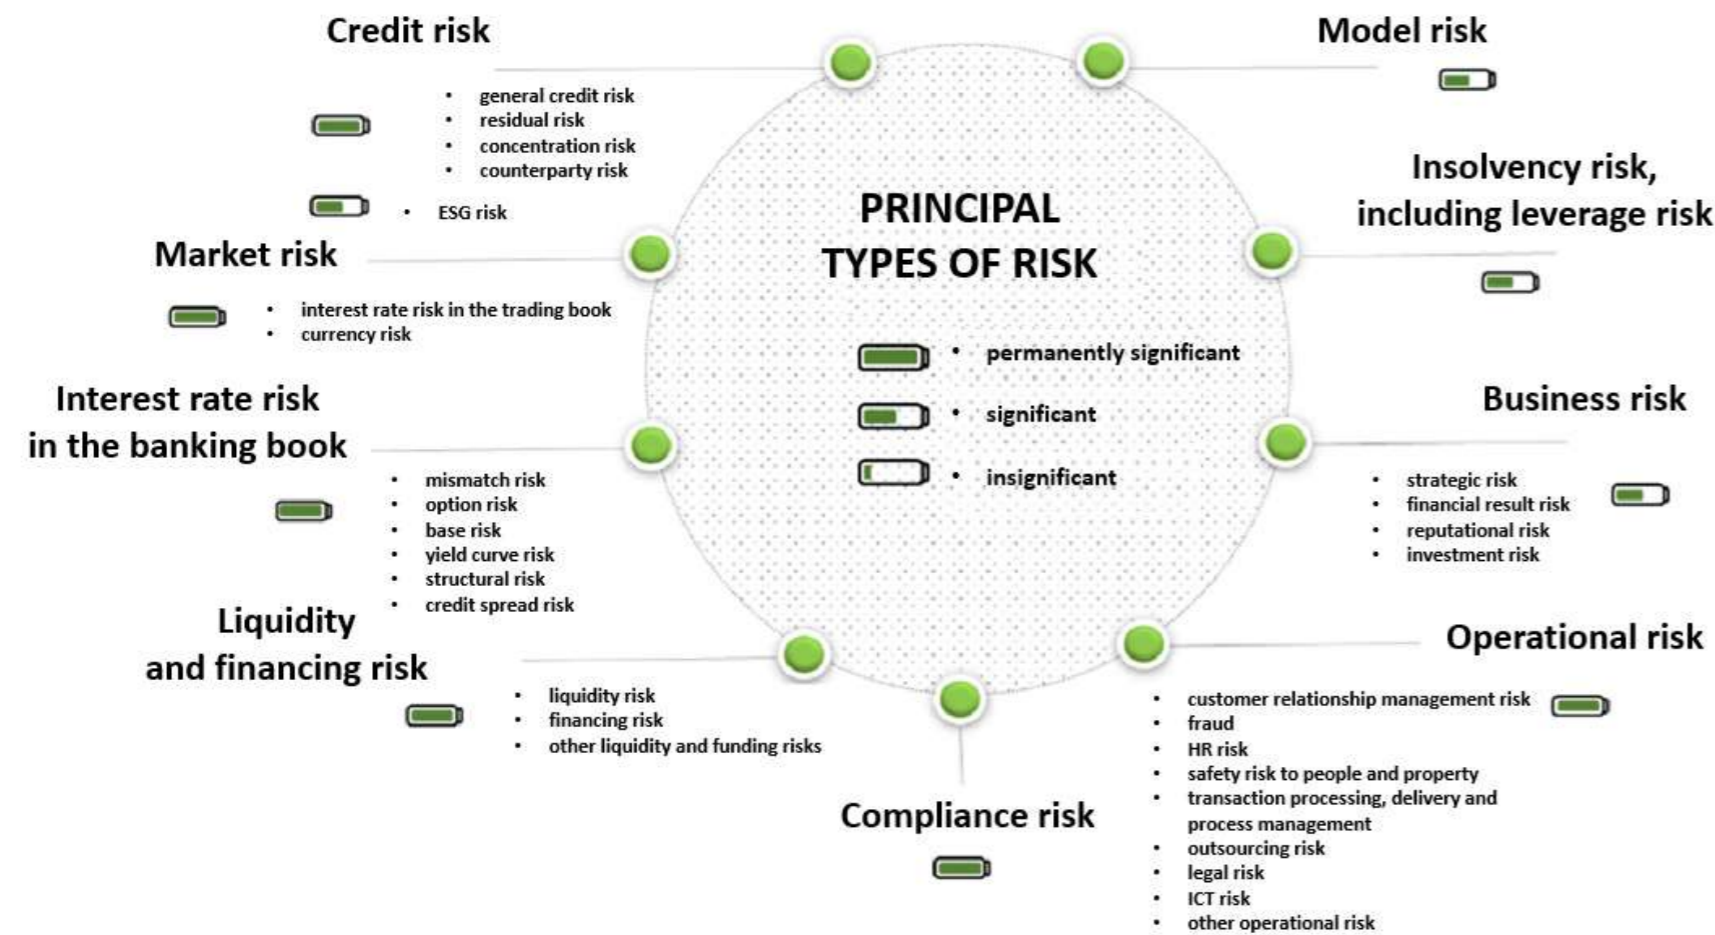 Credit risk
• general credit risk
• residual risk
• concentration risk
• counterparty risk
• ESG risk
Market risk
• interest rate risk in the trading book
• currency risk
Interest rate risk
in the banking book
• mismatch risk
• option risk
• base risk
• yield curve risk
• structural risk
• credit spread risk
Liquidity
and financing risk
• liquidity risk
• financing risk
• other liquidity and funding risks
PRINCIPAL
TYPES OF RISK
• permanently significant
• significant
• insignificant
Compliance risk
Model risk
Insolvency risk,
including leverage risk
Business risk
• strategic risk
• financial result risk
• reputational risk
• investment risk
Operational risk
• customer relationship management risk
• fraud
• HR risk
• safety risk to people and property
• transaction processing, delivery and
process management
• outsourcing risk
• legal risk
• ICT risk
• other operational risk